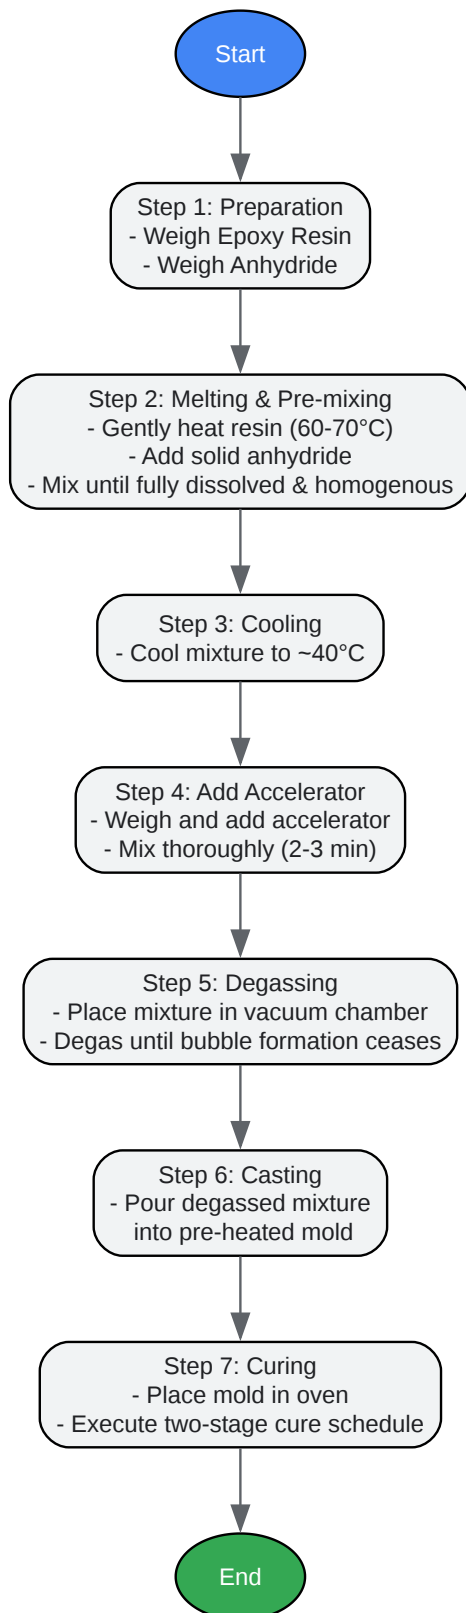 Start
Step 1: Preparation
- Weigh Epoxy Resin
- Weigh Anhydride
Step 2: Melting & Pre-mixing
- Gently heat resin (60-70°C)
- Add solid anhydride
- Mix until fully dissolved & homogenous
Step 3: Cooling
- Cool mixture to ~40°C
Step 4: Add Accelerator
- Weigh and add accelerator
- Mix thoroughly (2-3 min)
Step 5: Degassing
- Place mixture in vacuum chamber
- Degas until bubble formation ceases
Step 6: Casting
- Pour degassed mixture
into pre-heated mold
Step 7: Curing
- Place mold in oven
- Execute two-stage cure schedule
End